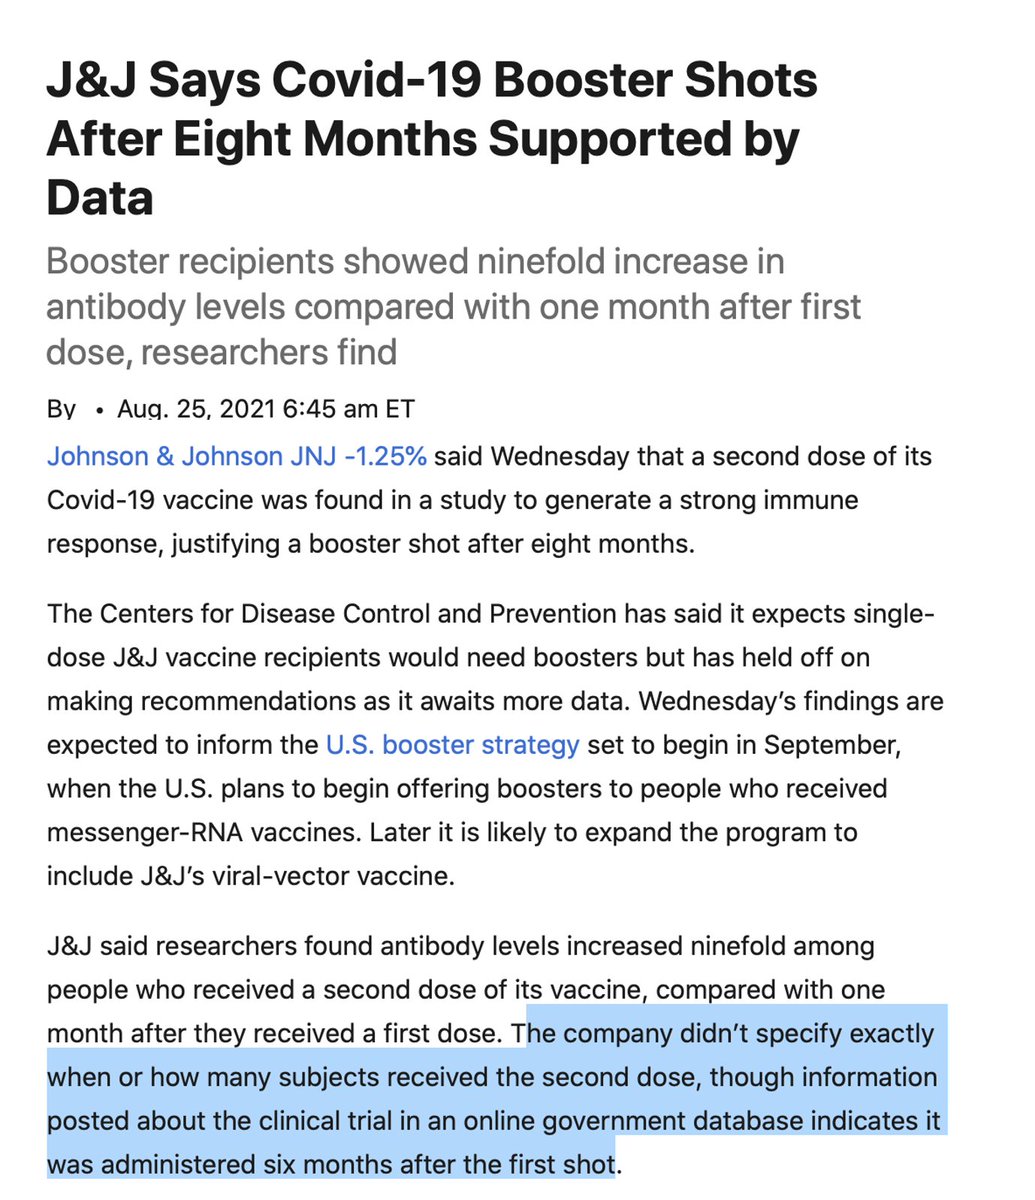 J&J Says Covid-19 Booster Shots
After Eight Months Supported by
Data
Booster recipients showed ninefold increase in
antibody levels compared with one month after first
dose, researchers find
By • Aug. 25, 2021 6:45 am ET
Johnson & Johnson JNJ -1.25% said Wednesday that a second dose of its
Covid-19 vaccine was found in a study to generate a strong immune
response, justifying a booster shot after eight months.
The Centers for Disease Control and Prevention has said it expects single-
dose J&J vaccine recipients would need boosters but has held off on
making recommendations as it awaits more data. Wednesday’s findings are
expected to inform the U.S. booster strategy set to begin in September,
when the U.S. plans to begin offering boosters to people who received
messenger-RNA vaccines. Later it is likely to expand the program to
include J&J’s viral-vector vaccine.
J&J said researchers found antibody levels increased ninefold among
people who received a second dose of its vaccine, compared with one
month after they received a first dose. The company didn’t specify exactly
when or how many subjects received the second dose, though information
posted about the clinical trial in an online government database indicates it
was administered six months after the first shot.